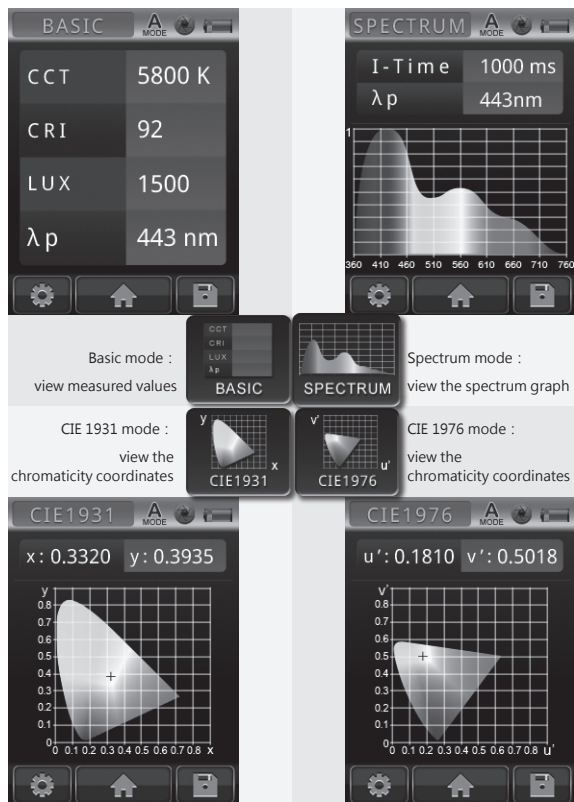 BASIC A MODE
CCT 5800 K
CRI 92
LUX 1500
λp 443 nm
SPECTRUM A MODE
I-Time 1000 ms
λp 443nm
1
360 410 460 510 560 610 660 710 760
Basic mode :
view measured values
CCT
CRI
LUX
λp
BASIC
SPECTRUM
Spectrum mode :
view the spectrum graph
CIE 1931 mode :
view the
chromaticity coordinates
y
x
CIE1931
v'
u'
CIE1976
CIE 1976 mode :
view the
chromaticity coordinates
CIE1931 A MODE
x: 0.3320 y: 0.3935
y
0.8
0.7
0.6
0.5
0.4
0.3
0.2
0.1
0
0 0.1 0.2 0.3 0.4 0.5 0.6 0.7 0.8 x
CIE1976 A MODE
u': 0.1810 v': 0.5018
v'
0.8
0.7
0.6
0.5
0.4
0.3
0.2
0.1
0 0.1 0.2 0.3 0.4 0.5 0.6 0.7 0.8 u'